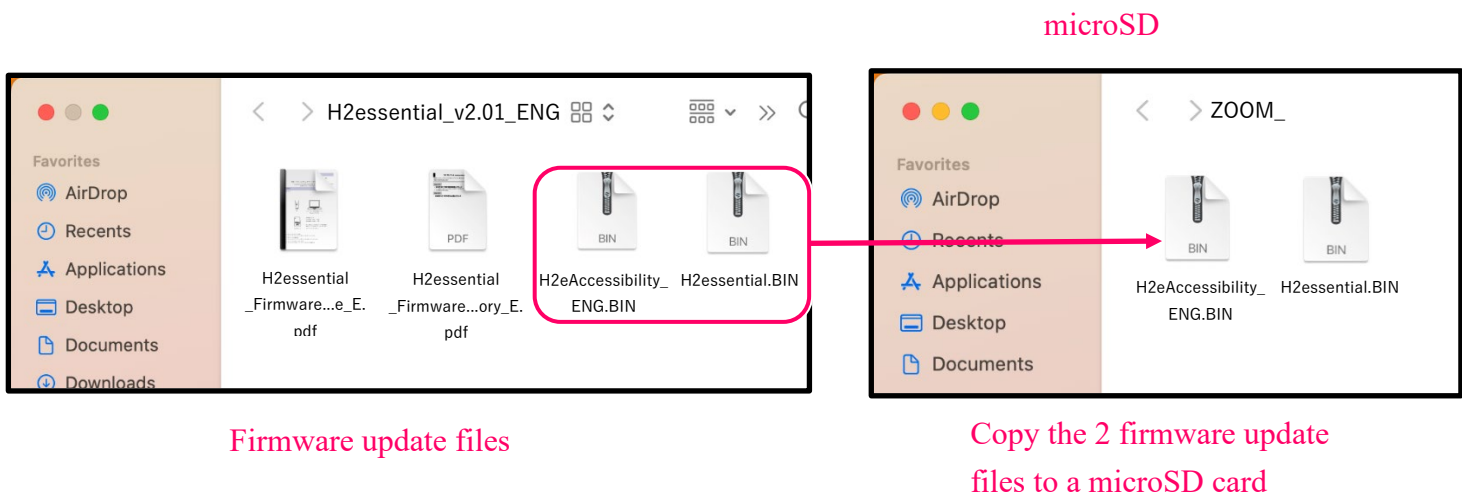 microSD
H2essential_v2.01_ENG
Favorites
AirDrop
Recents
Applications
Desktop
Documents
Downloads
PDF
BIN
BIN
H2essential
_Firmware...e_E.
pdf
H2essential
_Firmware...ory_E.
pdf
H2eAccessibility_
ENG.BIN
H2essential.BIN
ZOOM_
Favorites
AirDrop
Recents
Applications
Desktop
Documents
BIN
BIN
H2eAccessibility_
ENG.BIN
H2essential.BIN
Firmware update files
Copy the 2 firmware update
files to a microSD card